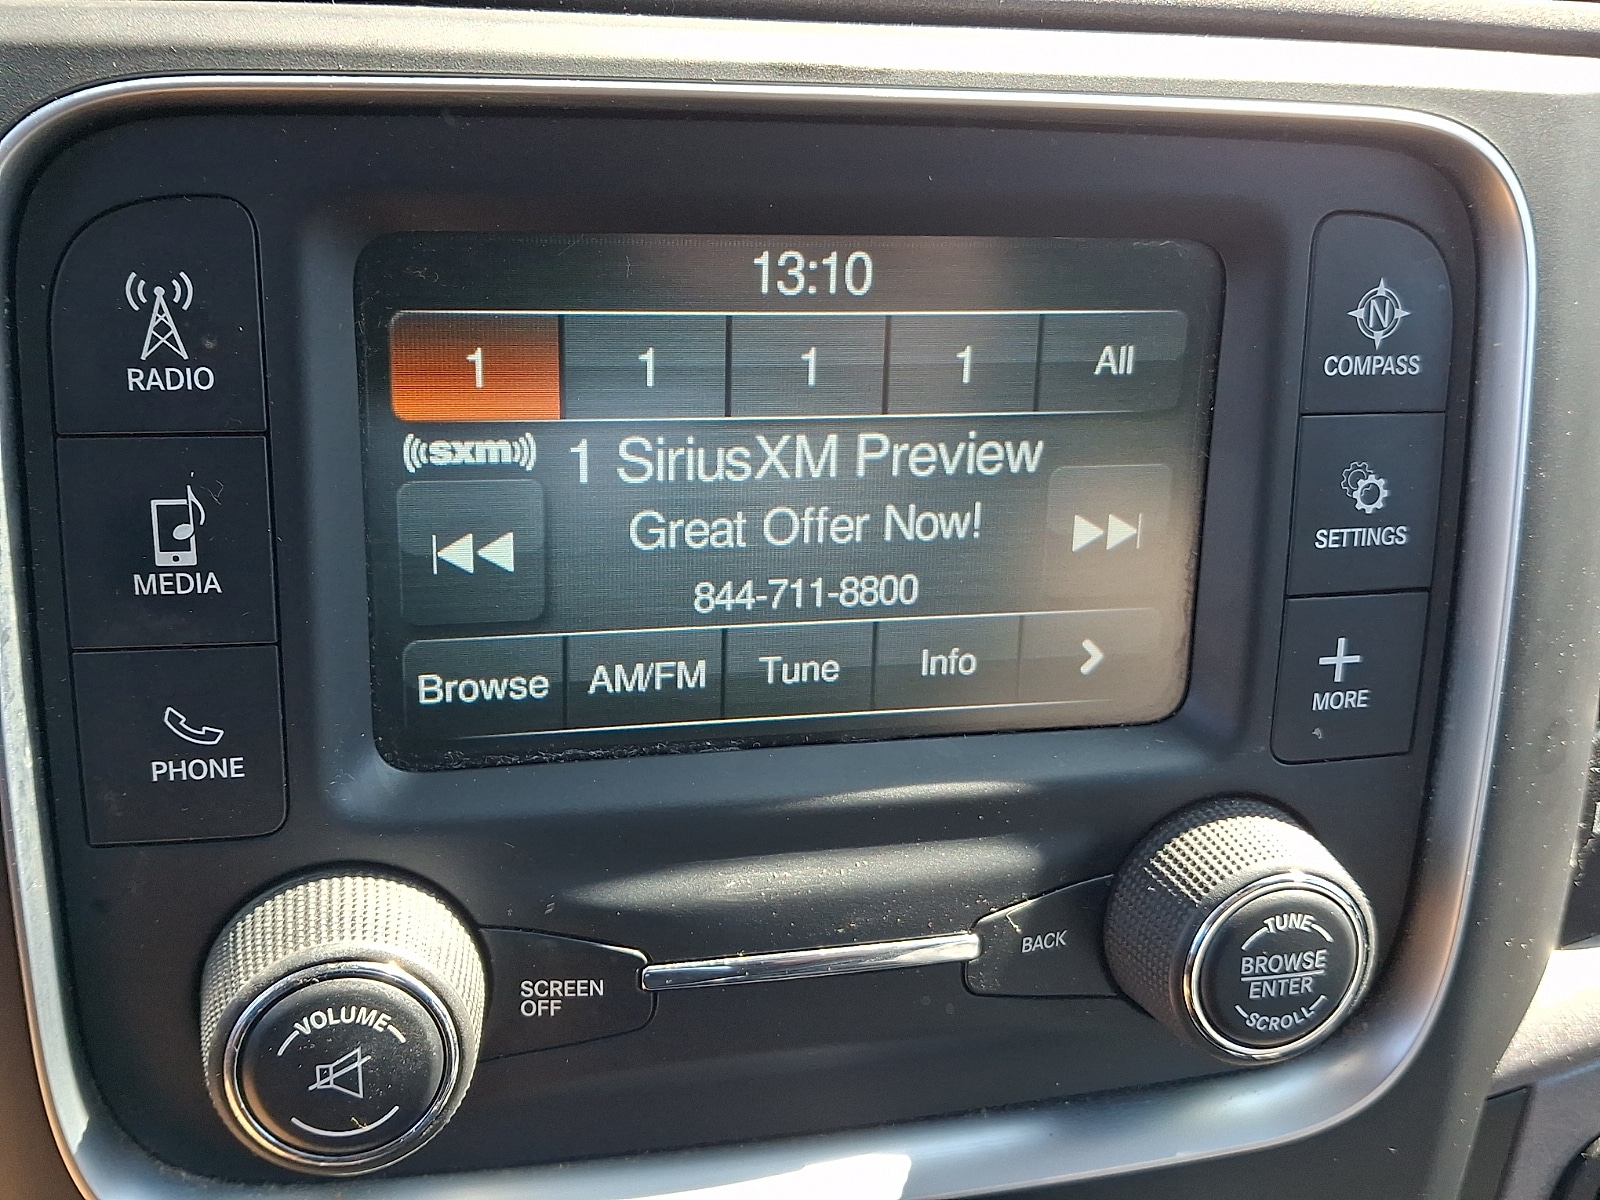 13:10
1 1 1 1 All
sxm 1 SiriusXM Preview
Great Offer Now!
844-711-8800
Browse AM/FM Tune Info
RADIO
MEDIA
PHONE
N
COMPASS
SETTINGS
MORE
VOLUME
SCREEN
OFF
BACK
TUNE
BROWSE
ENTER
SCROLL